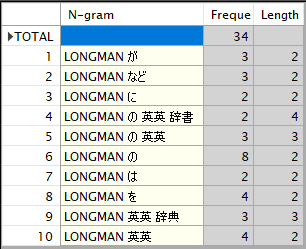 N-gram Freque Length
TOTAL 34
1 LONGMAN が 3 2
2 LONGMAN など 3 2
3 LONGMAN に 2 2
4 LONGMAN の 英英 辞書 2 4
5 LONGMAN の 英英 3 3
6 LONGMAN の 8 2
7 LONGMAN は 2 2
8 LONGMAN を 4 2
9 LONGMAN 英英 辞典 3 3
10 LONGMAN 英英 4 2